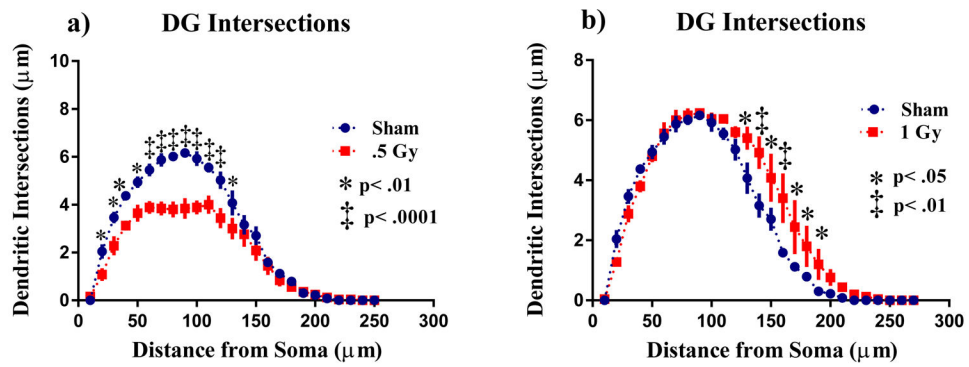 a) DG Intersections
10
8
6
4
2
0
0 50 100 150 200 250 300
Dendritic Intersections (μm)
Distance from Soma (μm)
Sham
.5 Gy
* p< .01
‡ p< .0001
* * * * ‡ ‡ ‡ ‡ ‡ ‡ ‡ *
b) DG Intersections
8
6
4
2
0
0 50 100 150 200 250 300
Dendritic Intersections (μm)
Distance from Soma (μm)
Sham
1 Gy
* p< .05
‡ p< .01
* ‡ * ‡ * * *